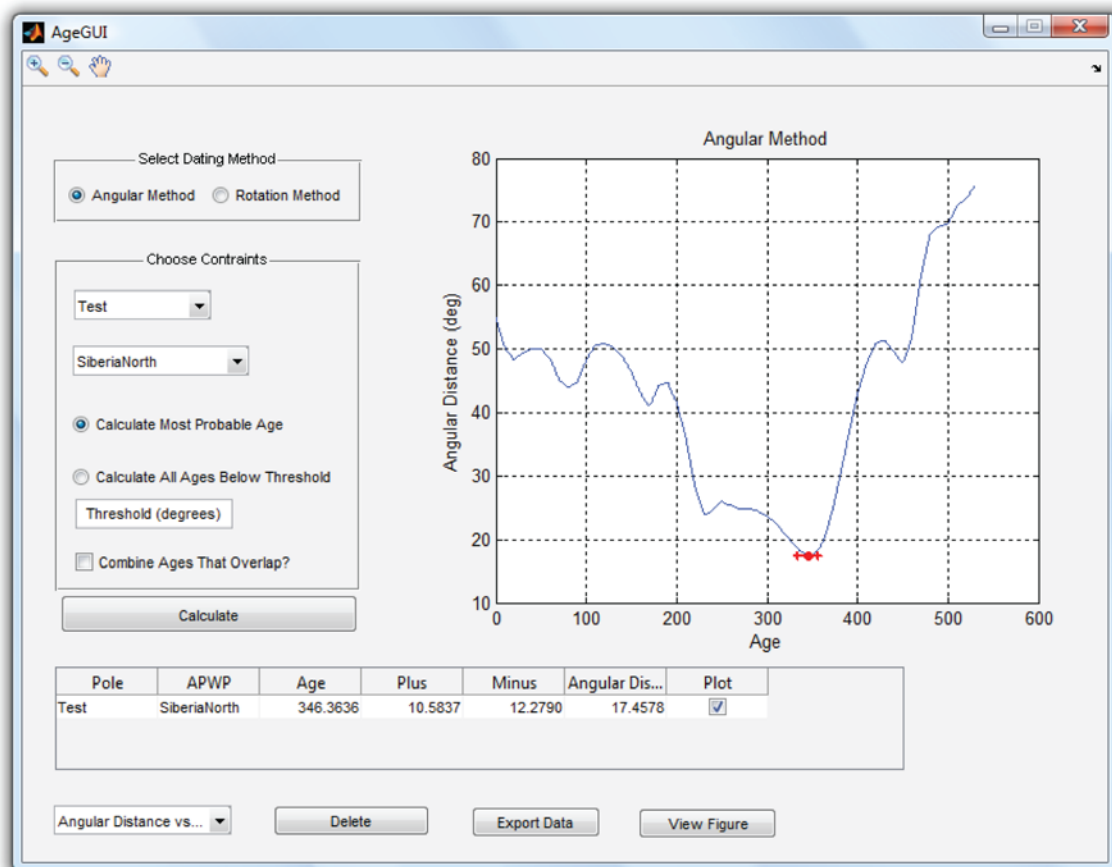 AgeGUI
Select Dating Method
Angular Method Rotation Method
Choose Contraints
Test
SiberiaNorth
Calculate Most Probable Age
Calculate All Ages Below Threshold
Threshold (degrees)
Combine Ages That Overlap?
Calculate
Angular Method
Angular Distance (deg)
80
70
60
50
40
30
20
10
0 100 200 300 400 500 600
Age
Pole APWP Age Plus Minus Angular Dis... Plot
Test SiberiaNorth 346.3636 10.5837 12.2790 17.4578
Angular Distance vs... Delete Export Data View Figure